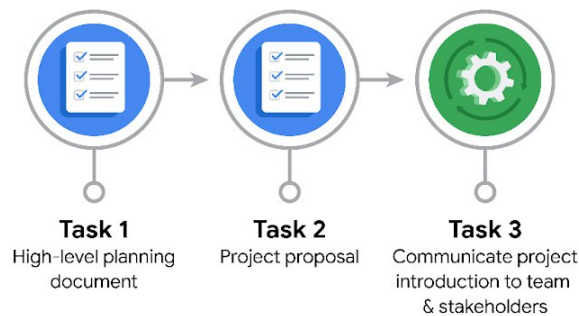 Task 1
High-level planning
document
Task 2
Project proposal
Task 3
Communicate project
introduction to team
& stakeholders